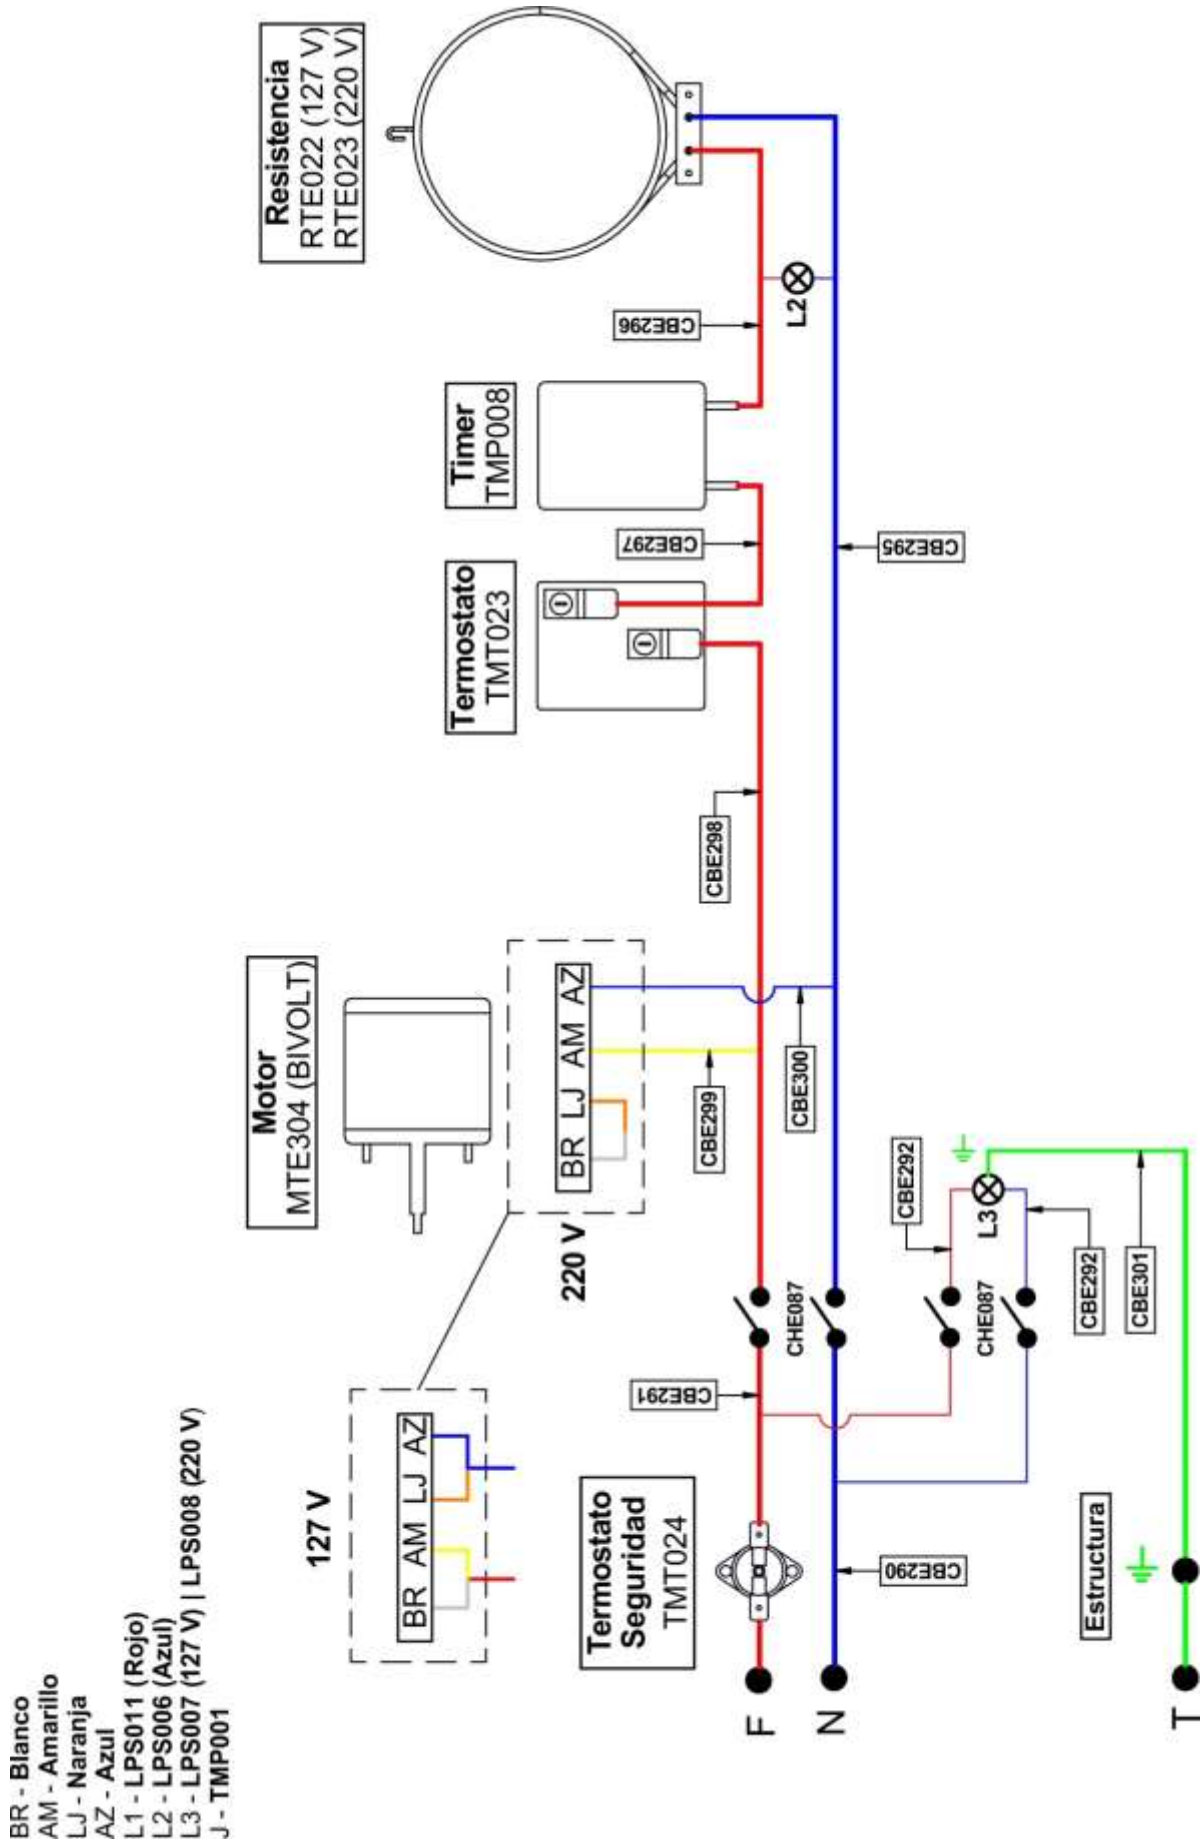 BR - Blanco
AM - Amarillo
LJ - Naranja
AZ - Azul
L1 - LPS011 (Rojo)
L2 - LPS006 (Azul)
L3 - LPS007 (127 V) | LPS008 (220 V)
J - TMP001
127 V
BR AM LJ AZ
Motor
MTE304 (BIVOLT)
220 V
BR LJ AM AZ
Resistencia
RTE022 (127 V)
RTE023 (220 V)
Termostato
TMT023
Timer
TMP008
Termostato
Seguridad
TMT024
CBE291
CBE299
CBE298
CBE297
CBE296
F
N
CHE087
CBE300
L2
CBE290
CBE295
CBE292
CHE087
L3
CBE292
CBE301
Estructura
T